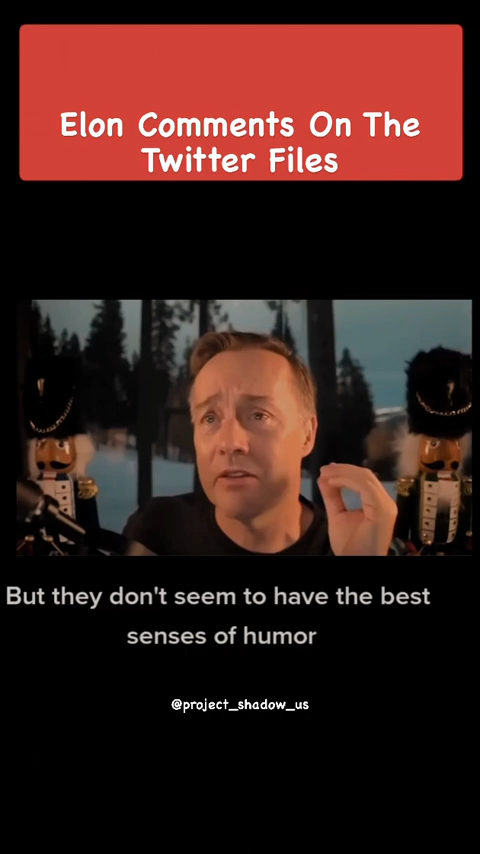 Elon Comments On The
Twitter Files
But they don't seem to have the best
senses of humor
@project_shadow_us